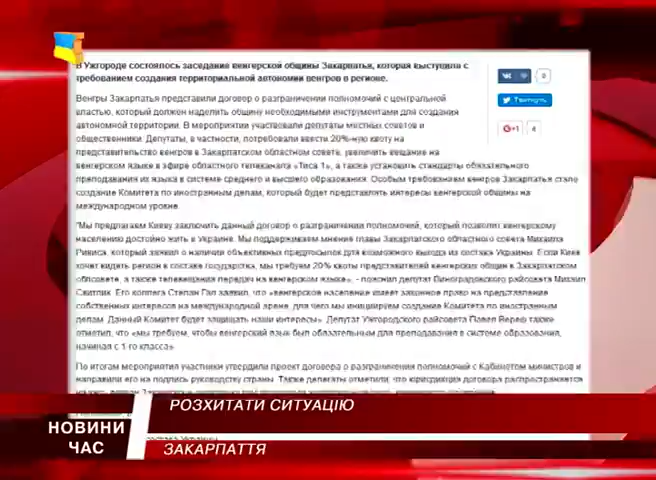 В Ужгороде состоялось заседание венгерской общины Закарпатья, которая выступила с
требованием создания территориальной автономии венгров в регионе.
0
Твитнуть
+1
4
Венгры Закарпатья представили договор о разграничении полномочий с центральной
властью, который должен наделить общину необходимыми инструментами для создания
автономной территории. В мероприятии участвовали депутаты местных советов и
общественники. Депутаты, в частности, потребовали ввести 20%-ную квоту на
представительство венгров в Закарпатском областном совете, увеличить вещание на
венгерском языке в эфире областного телеканала «Тиса 1», а также установить стандарты обязательного
преподавания их языка в системе среднего и высшего образования. Особым требованием венгров Закарпатья стало
создание Комитета по иностранным делам, который будет представлять интересы венгерской общины на
международном уровне.
"Мы предлагаем Киеву заключить данный договор о разграничении полномочий, который позволит венгерскому
населению достойно жить в Украине. Мы поддерживаем мнение главы Закарпатского областного совета Михаила
Ривиса, который заявил о наличии объективных предпосылок для возможного выхода из состава Украины. Если Киев
хочет видеть регион в составе государства, мы требуем 20% квоты представителей венгерских общин в Закарпатском
облсовете, а также телевещания передач на венгерском языке», - пояснил депутат Виноградовского райсовета Михаил
Его коллега Степан Гал заявил, что «венгерское население имеет законное право на представление
собственных интересов на международной арене, для чего мы инициируем создание Комитета по иностранным
делам. Данный Комитет будет защищать наши интересы». Депутат Ужгородского райсовета Павел также
отметил, что «мы требуем, чтобы венгерский язык был обязательным для преподавания в системе образования,
начиная с 1-го класса»
По итогам мероприятия участники утвердили проект договора о разграничении полномочий с Кабинетом министров и
направили его на подпись руководству страны. Также делегаты отметили, что юрисдикция договора распространяется
РОЗХИТАТИ СИТУАЦІЮ
НОВИНИ
ЧАС
ЗАКАРПАТТЯ